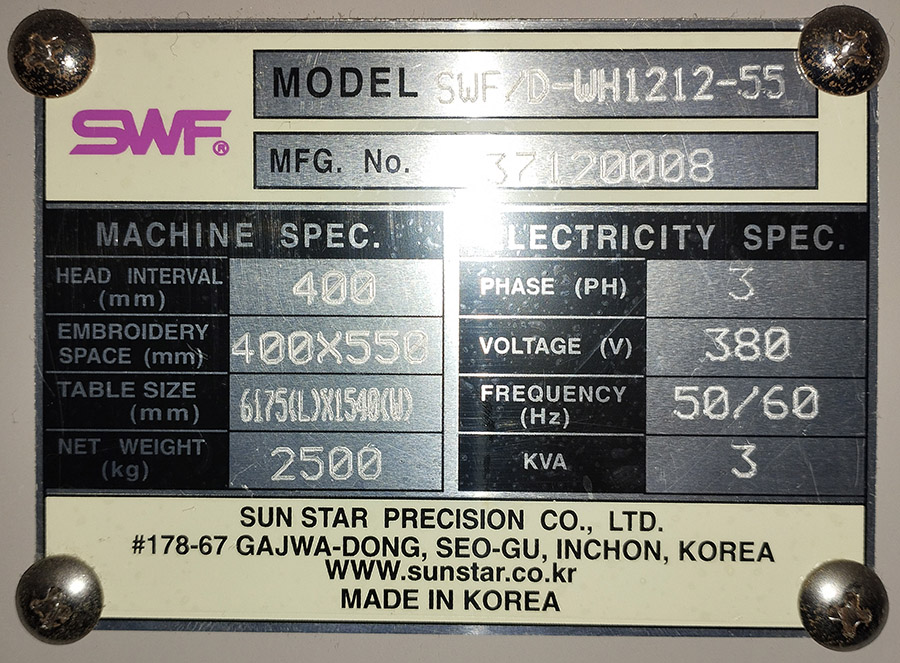 SWF®
MODEL SWF/D-WH1212-55
MFG. No. 37120008
MACHINE SPEC.
HEAD INTERVAL (mm) 400
EMBROIDERY SPACE (mm) 400X550
TABLE SIZE (mm) 6175(L)X1540(W)
NET WEIGHT (kg) 2500
ELECTRICITY SPEC.
PHASE (PH) 3
VOLTAGE (V) 380
FREQUENCY (Hz) 50/60
KVA 3
SUN STAR PRECISION CO., LTD.
#178-67 GAJWA-DONG, SEO-GU, INCHON, KOREA
WWW.sunstar.co.kr
MADE IN KOREA